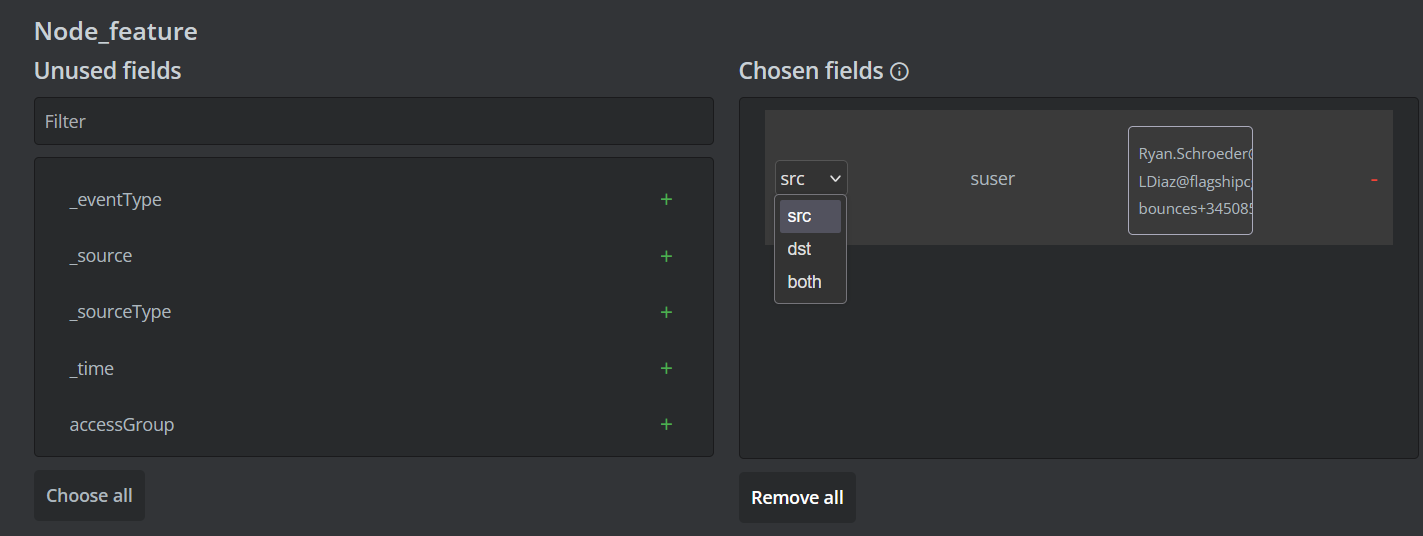 Node_feature
Unused fields
Filter
_eventType +
_source +
_sourceType +
_time +
accessGroup +
Choose all
Chosen fields
src
src
dst
both
suser
Ryan.Schroeder
LDiaz@flagshipc
bounces+34508
-
Remove all